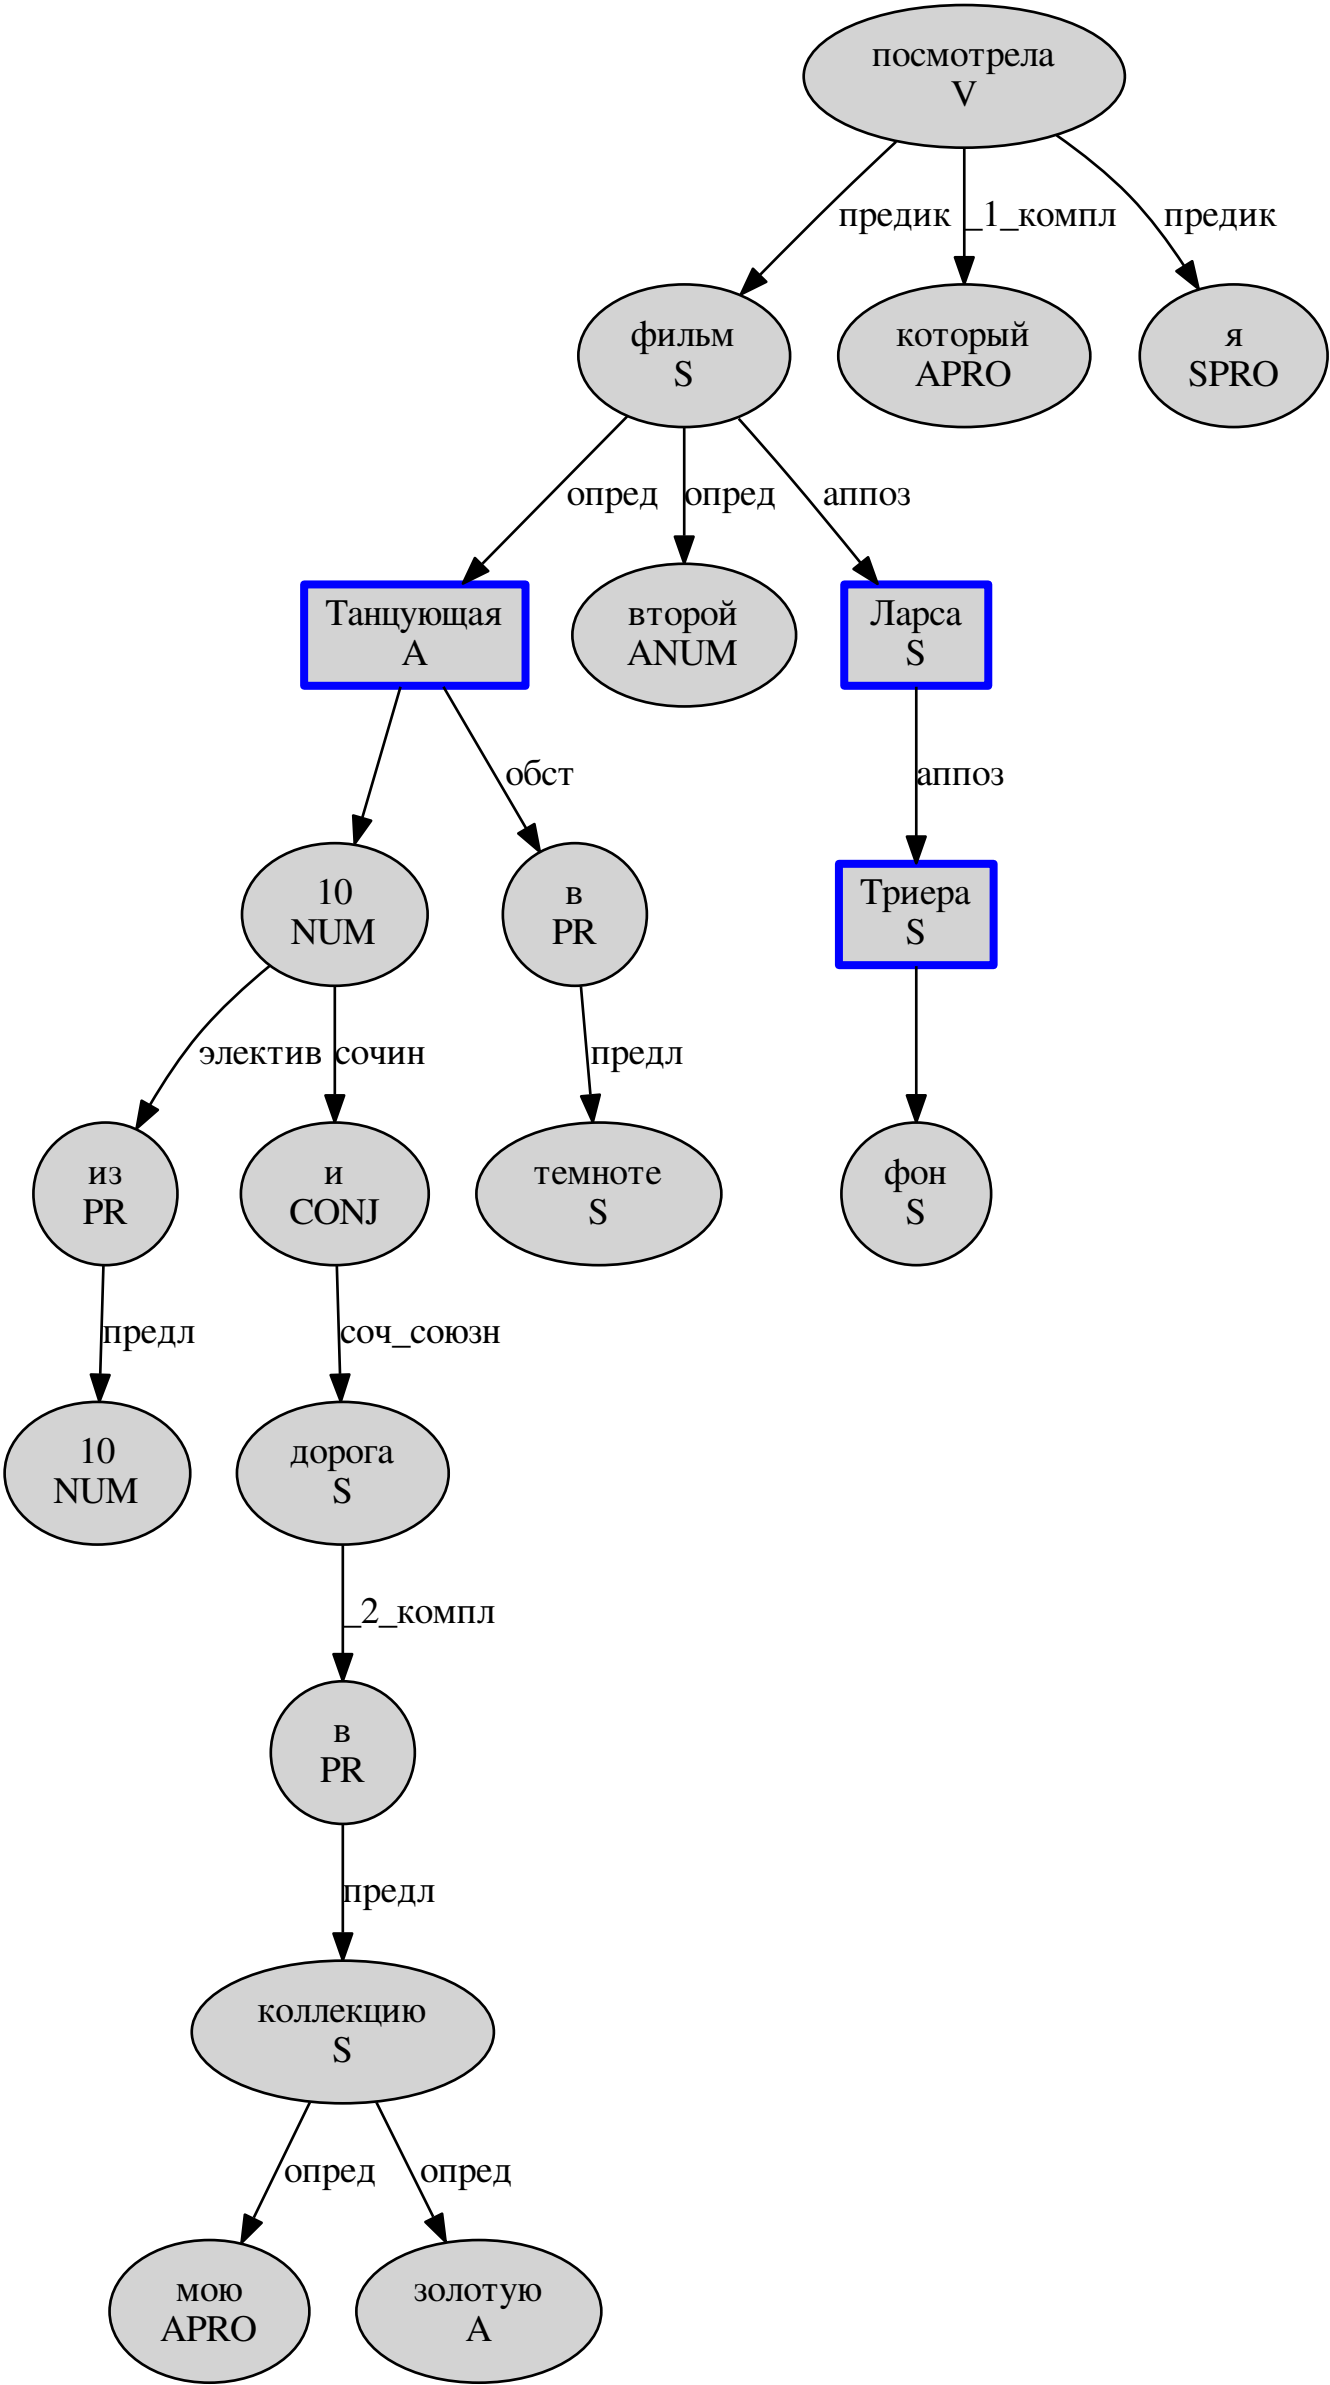 посмотрела
V
предик
_1_компл
предик
фильм
S
который
APRO
я
SPRO
опред
опред
аппоз
Танцующая
A
второй
ANUM
Ларса
S
обст
аппоз
10
NUM
в
PR
Триера
S
электив
сочин
предл
из
PR
и
CONJ
темноте
S
фон
S
предл
соч_союзн
10
NUM
дорога
S
_2_компл
в
PR
предл
коллекцию
S
опред
опред
мою
APRO
золотую
A